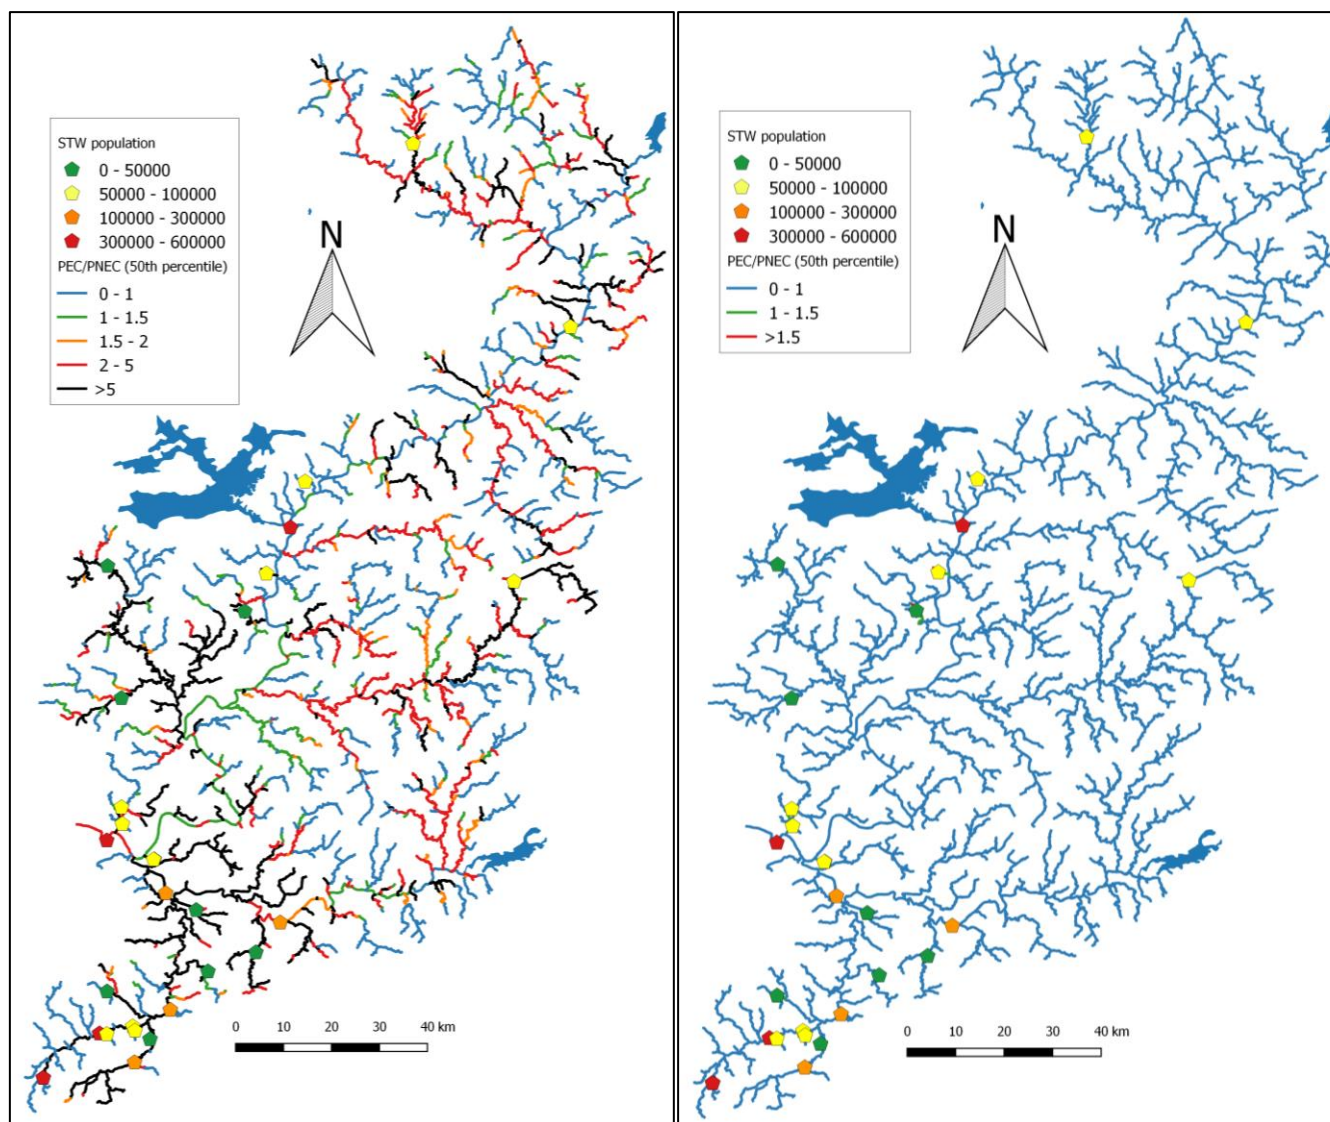 STW population
0 - 50000
50000 - 100000
100000 - 300000
300000 - 600000
PEC/PNEC (50th percentile)
0 - 1
1 - 1.5
1.5 - 2
2 - 5
>5
N
0 10 20 30 40 km
STW population
0 - 50000
50000 - 100000
100000 - 300000
300000 - 600000
PEC/PNEC (50th percentile)
0 - 1
1 - 1.5
>1.5
N
0 10 20 30 40 km